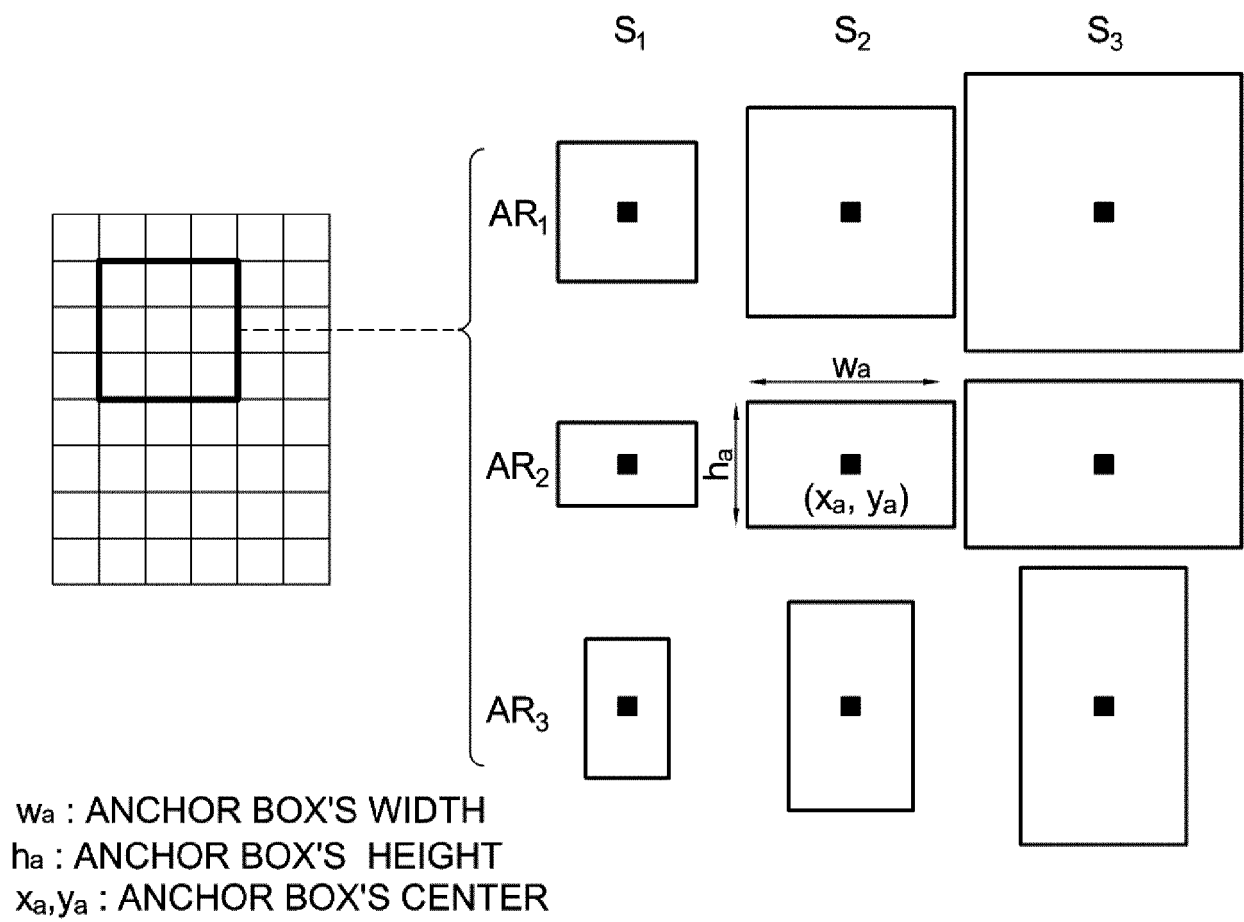 S₁ S₂ S₃
AR₁
wₐ
AR₂
hₐ
(xₐ, yₐ)
AR₃
wₐ : ANCHOR BOX'S WIDTH
hₐ : ANCHOR BOX'S HEIGHT
xₐ,yₐ : ANCHOR BOX'S CENTER